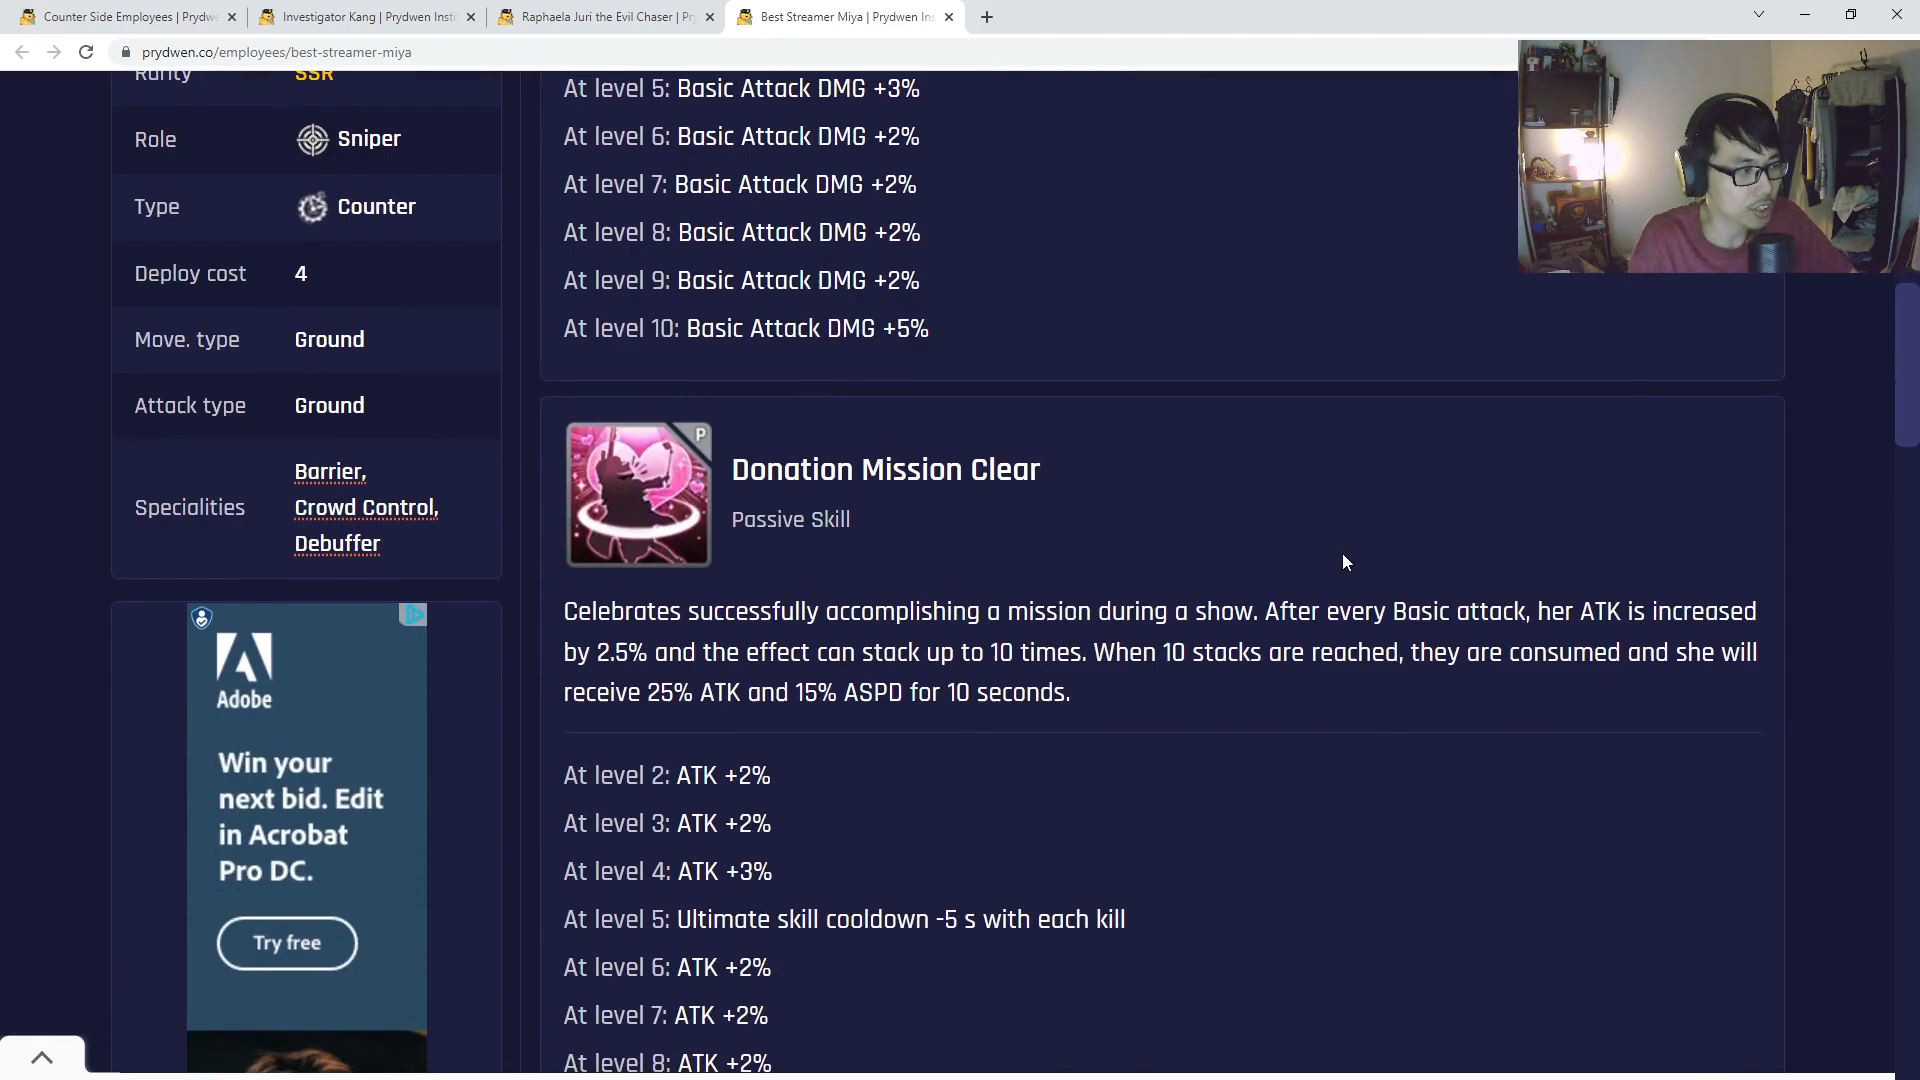 Counter Side Employees | Prydwe
Investigator Kang | Prydwen Insti
Raphaela Juri the Evil Chaser | Pr
Best Streamer Miya | Prydwen Ins
prydwen.co/employees/best-streamer-miya
Rarity SSR
Role Sniper
Type Counter
Deploy cost 4
Move. type Ground
Attack type Ground
Specialities Barrier,
Crowd Control,
Debuffer
Adobe
Win your
next bid. Edit
in Acrobat
Pro DC.
Try free
At level 5: Basic Attack DMG +3%
At level 6: Basic Attack DMG +2%
At level 7: Basic Attack DMG +2%
At level 8: Basic Attack DMG +2%
At level 9: Basic Attack DMG +2%
At level 10: Basic Attack DMG +5%
P
Donation Mission Clear
Passive Skill
Celebrates successfully accomplishing a mission during a show. After every Basic attack, her ATK is increased
by 2.5% and the effect can stack up to 10 times. When 10 stacks are reached, they are consumed and she will
receive 25% ATK and 15% ASPD for 10 seconds.
At level 2: ATK +2%
At level 3: ATK +2%
At level 4: ATK +3%
At level 5: Ultimate skill cooldown -5 s with each kill
At level 6: ATK +2%
At level 7: ATK +2%
At level 8: ATK +2%